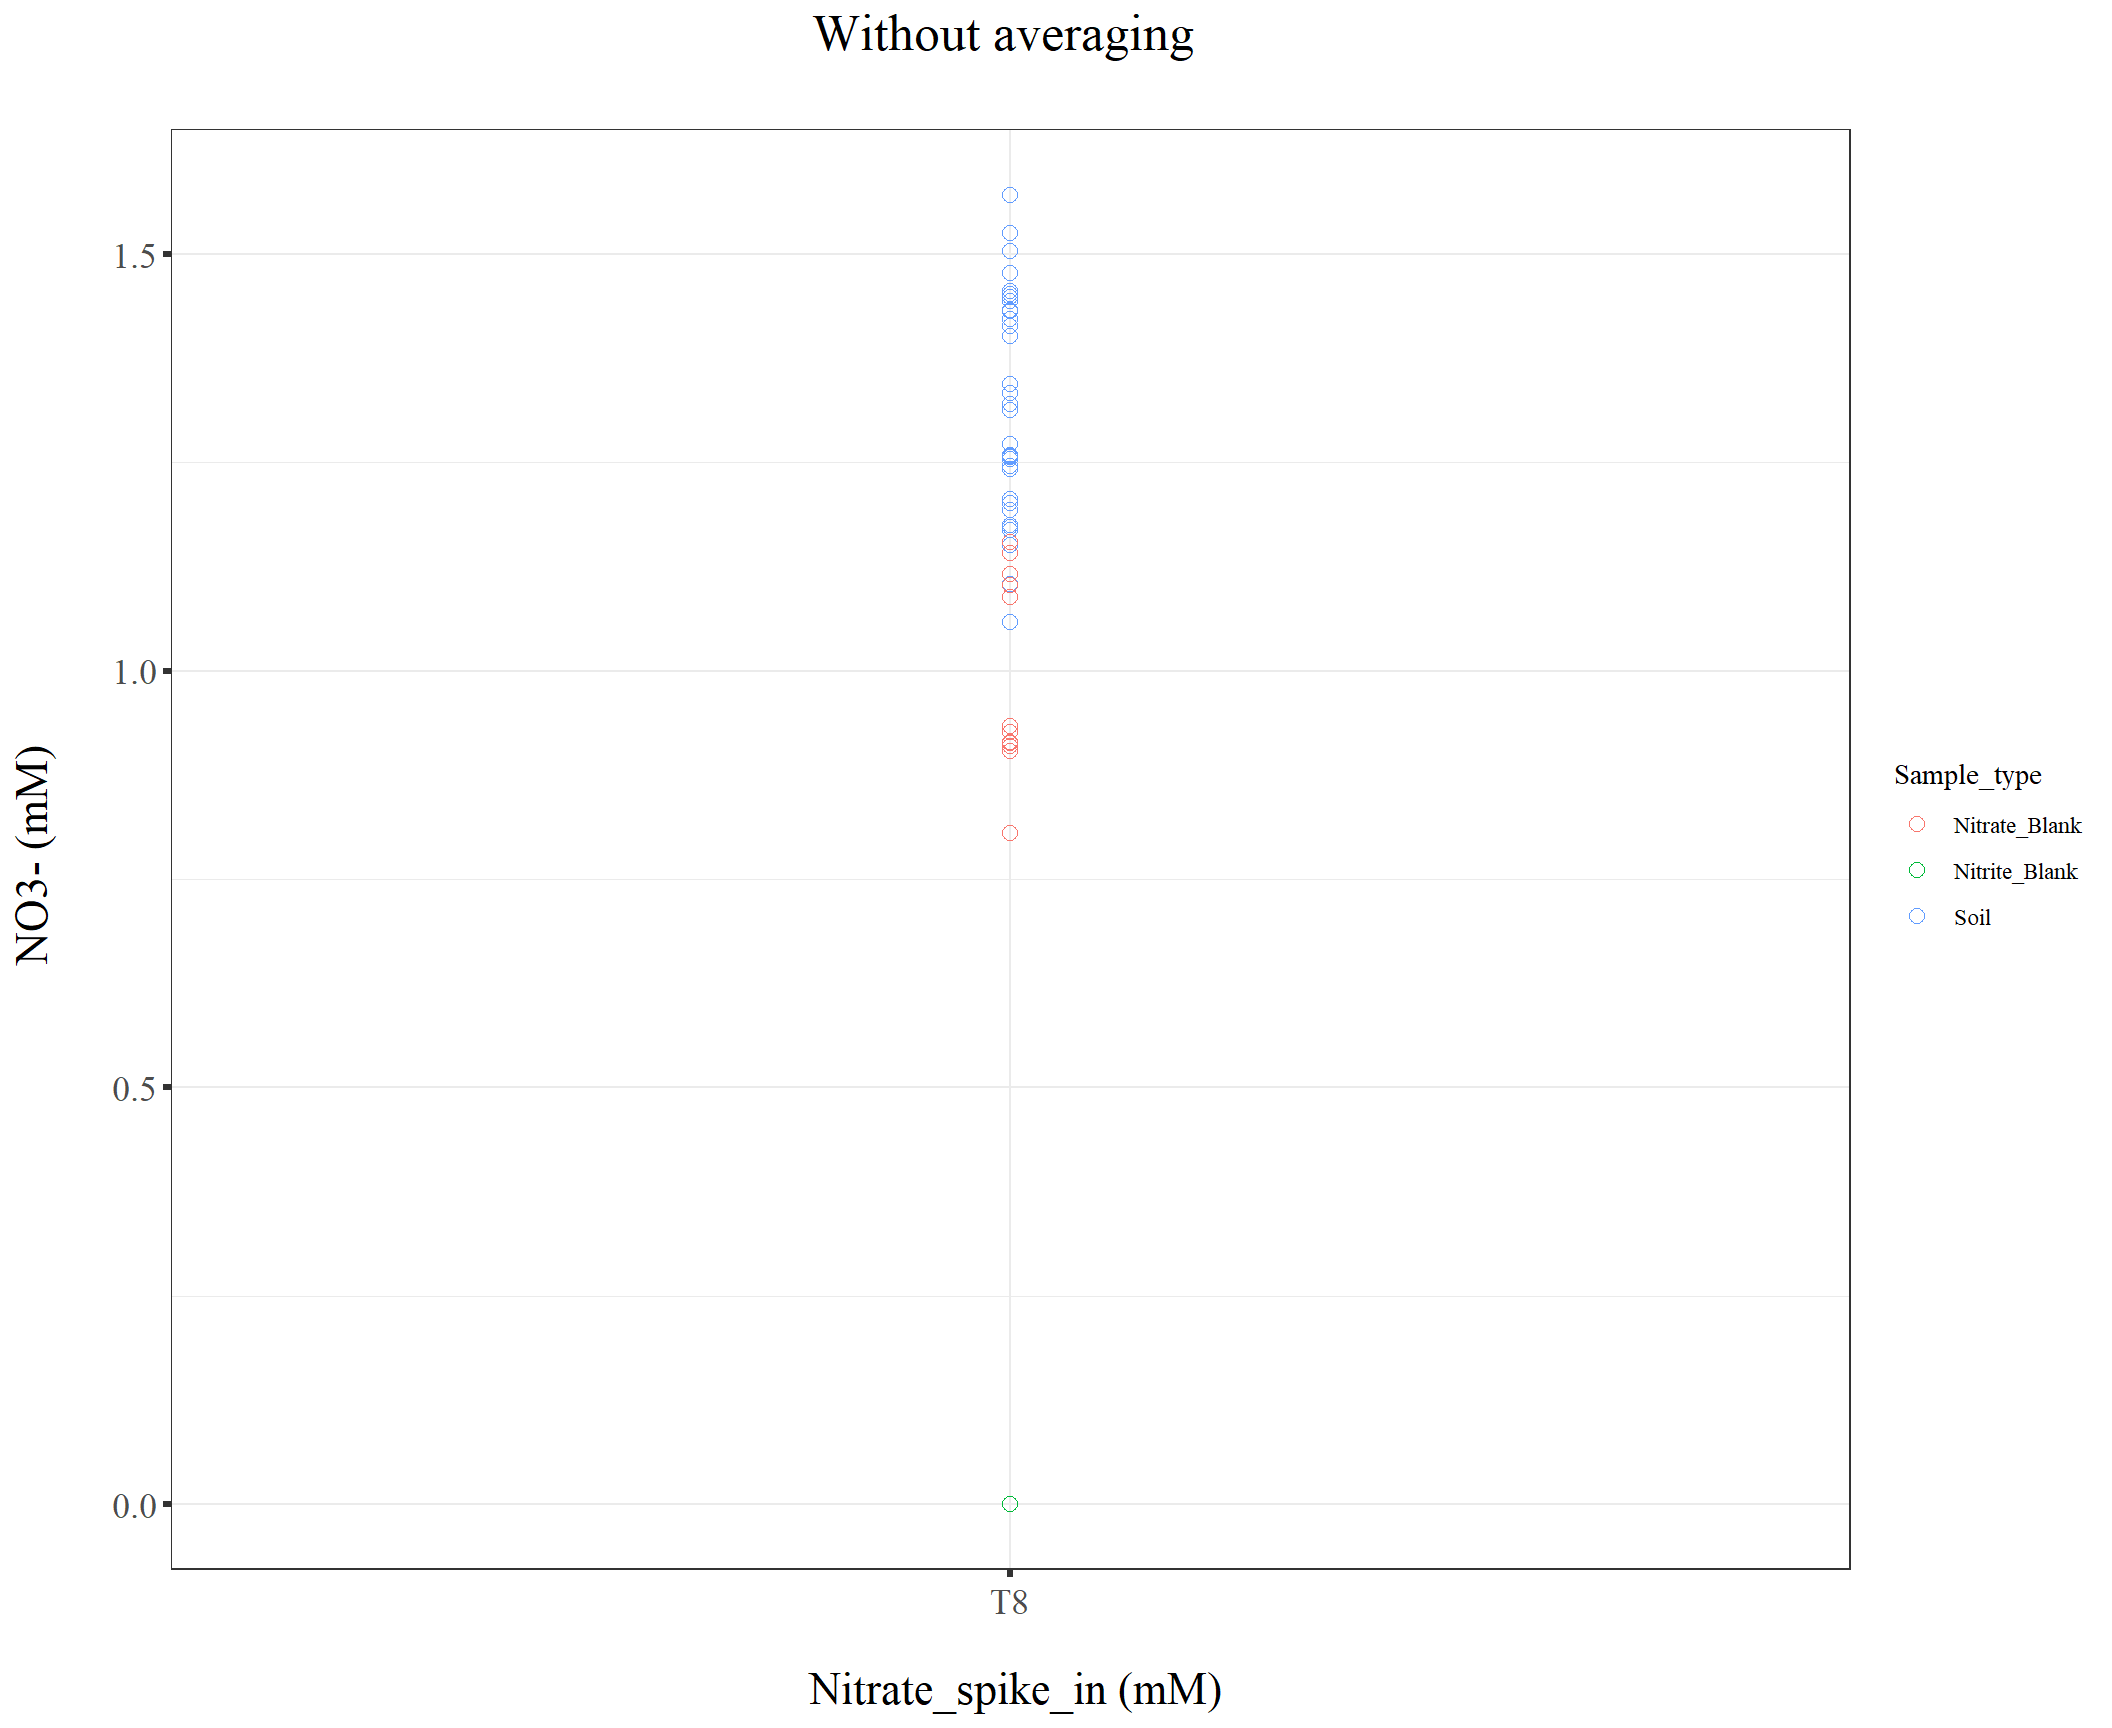 Without averaging
1.5
1.0
0.5
0.0
NO3- (mM)
T8
Nitrate_spike_in (mM)
Sample_type
Nitrate_Blank
Nitrite_Blank
Soil